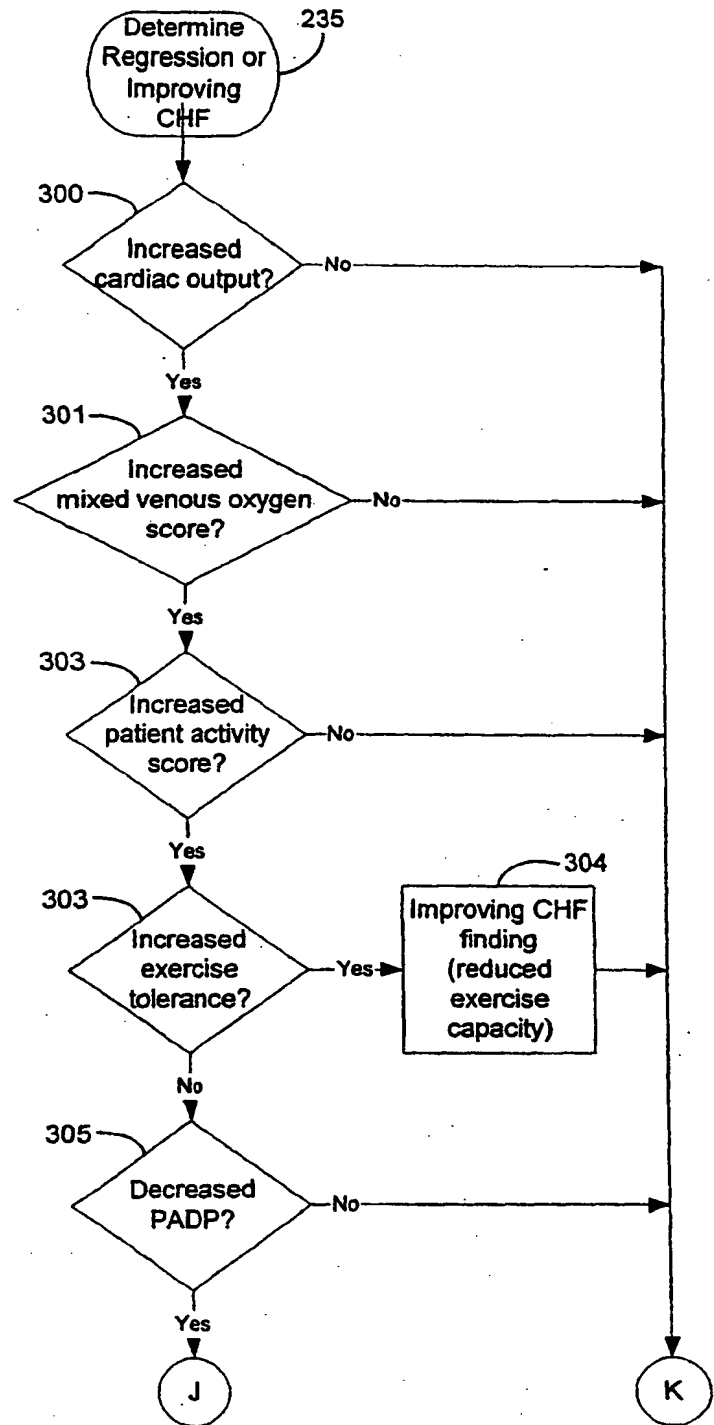 Determine
Regression or
Improving
CHF
235
300
Increased
cardiac output?
No
Yes
301
Increased
mixed venous oxygen
score?
No
Yes
303
Increased
patient activity
score?
No
Yes
303
Increased
exercise
tolerance?
Yes
304
Improving CHF
finding
(reduced
exercise
capacity)
No
305
Decreased
PADP?
No
Yes
J
K